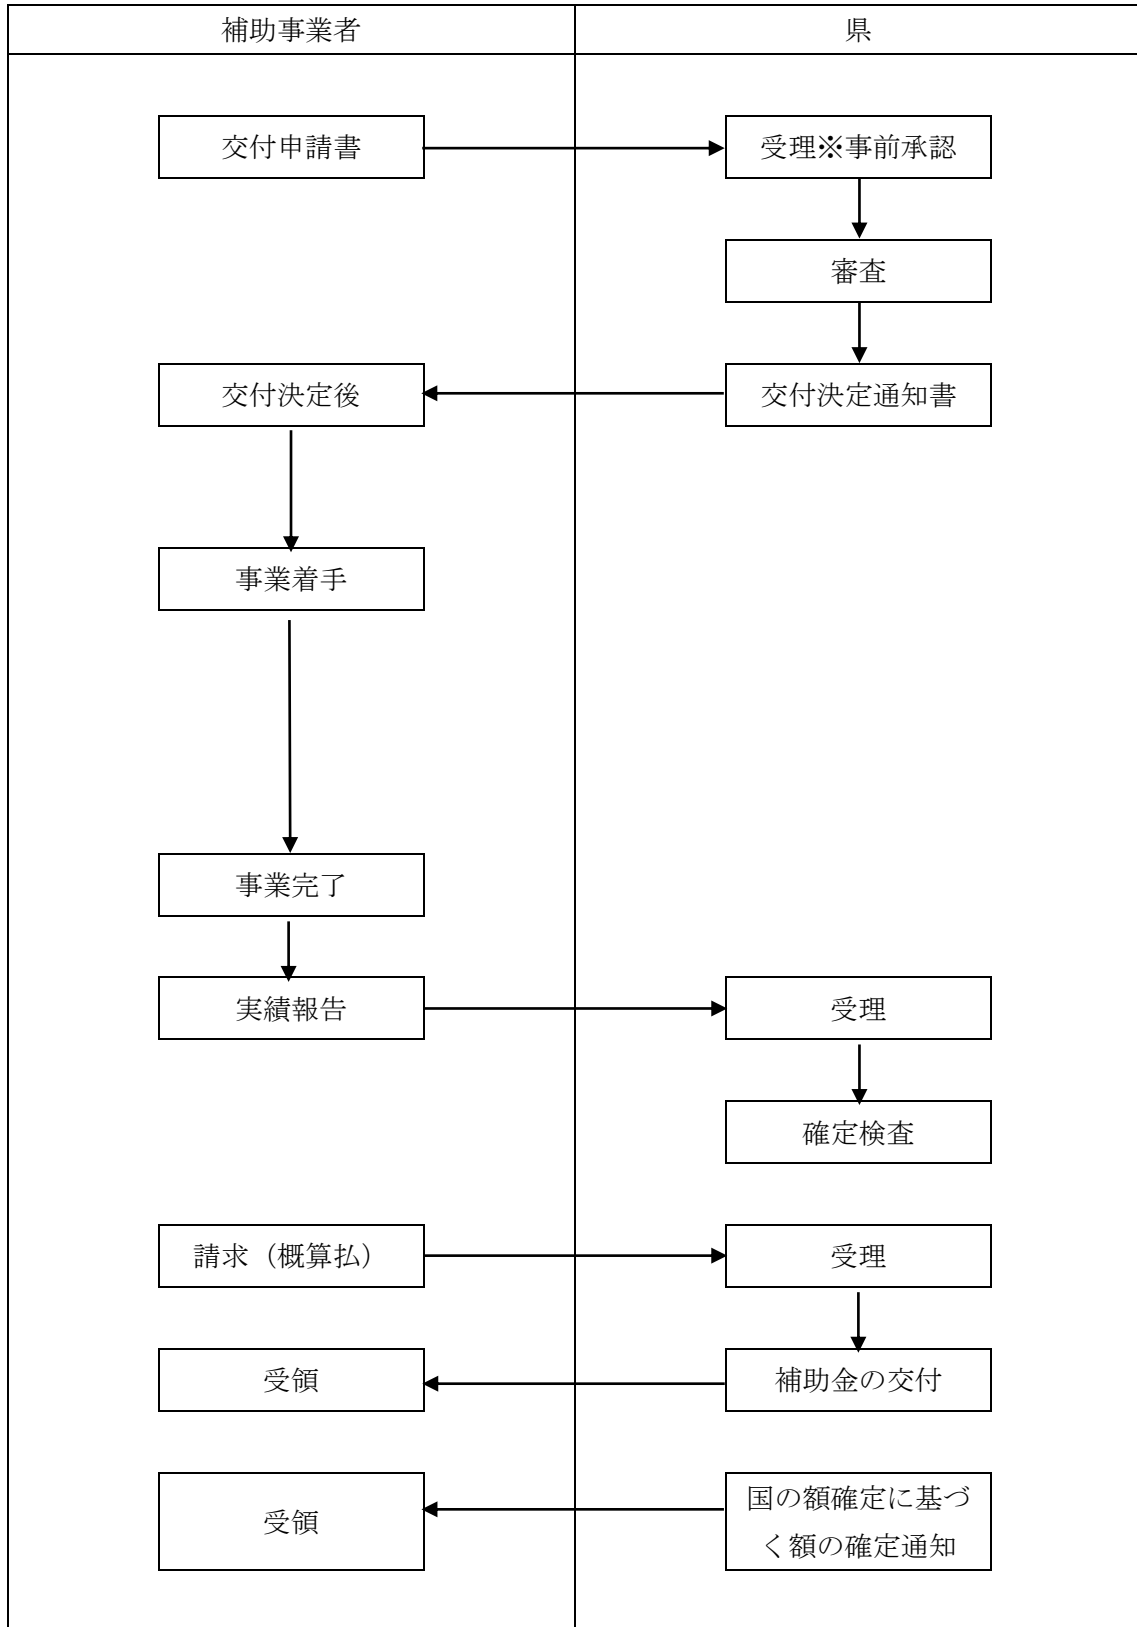 補助事業者
県
交付申請書
受理※事前承認
審査
交付決定後
交付決定通知書
事業着手
事業完了
実績報告
受理
確定検査
請求（概算払）
受理
受領
補助金の交付
受領
国の額確定に基づ
く額の確定通知